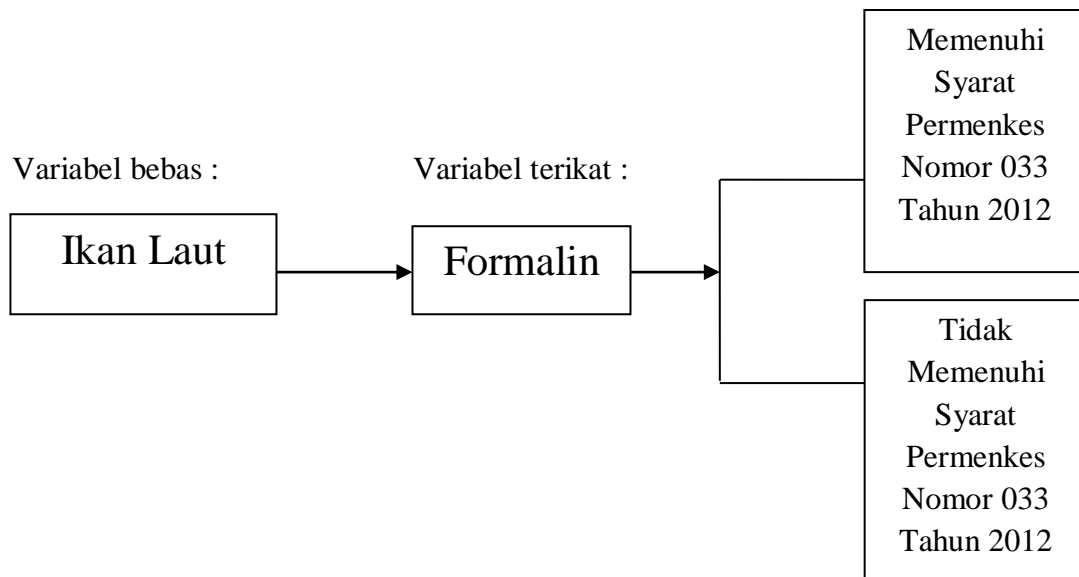 Variabel bebas :
Ikan Laut
Variabel terikat :
Formalin
Memenuhi
Syarat
Permenkes
Nomor 033
Tahun 2012
Tidak
Memenuhi
Syarat
Permenkes
Nomor 033
Tahun 2012